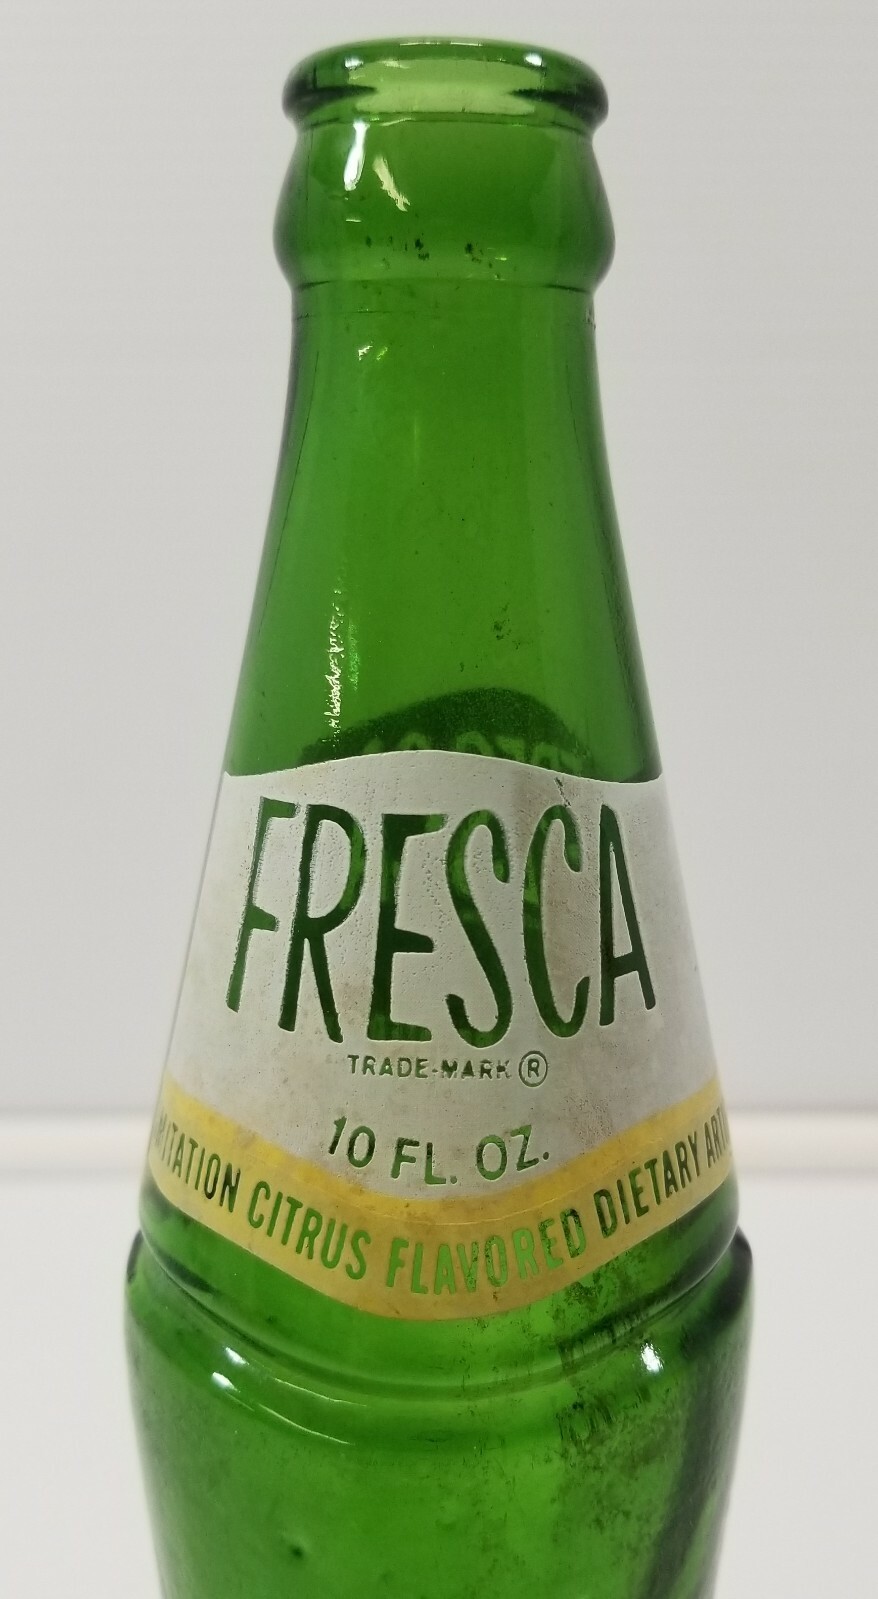 FRESCA
TRADE-MARK ®
10 FL. OZ.
CITRUS FLAVORED DIETARY